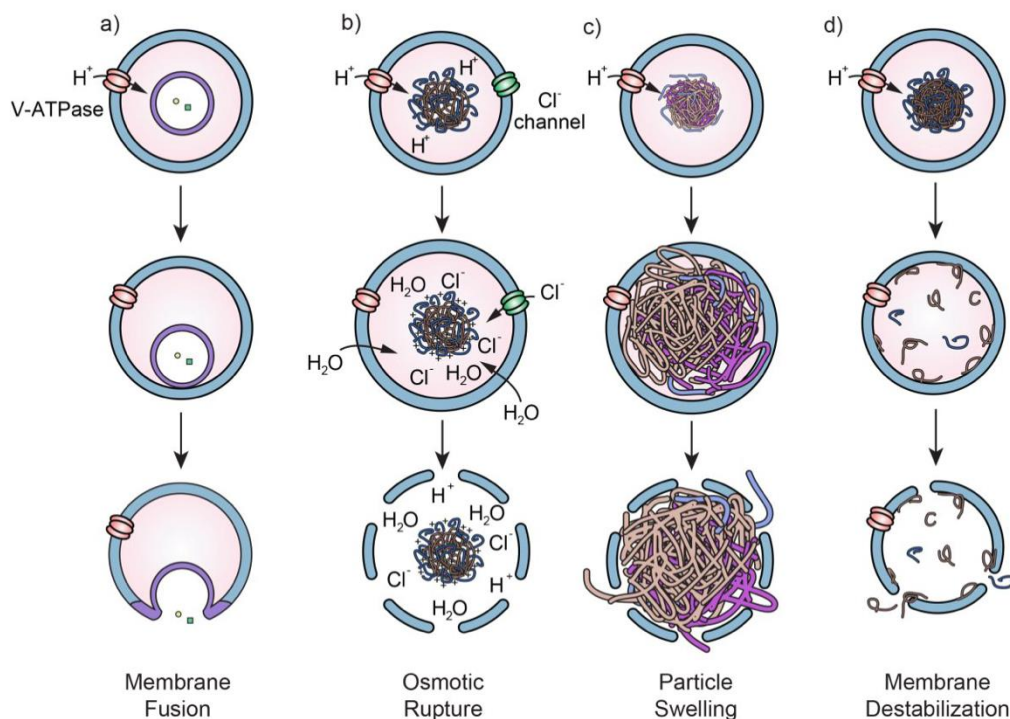 a)
H⁺
V-ATPase
b)
H⁺
H⁺
H⁺
Cl⁻
channel
c)
H⁺
d)
H⁺
H₂O
Cl⁻
Cl⁻
H₂O
Cl⁻
Cl⁻
H₂O
H₂O
H⁺
H₂O
H₂O
Cl⁻
Cl⁻
H⁺
H₂O
Membrane
Fusion
Osmotic
Rupture
Particle
Swelling
Membrane
Destabilization